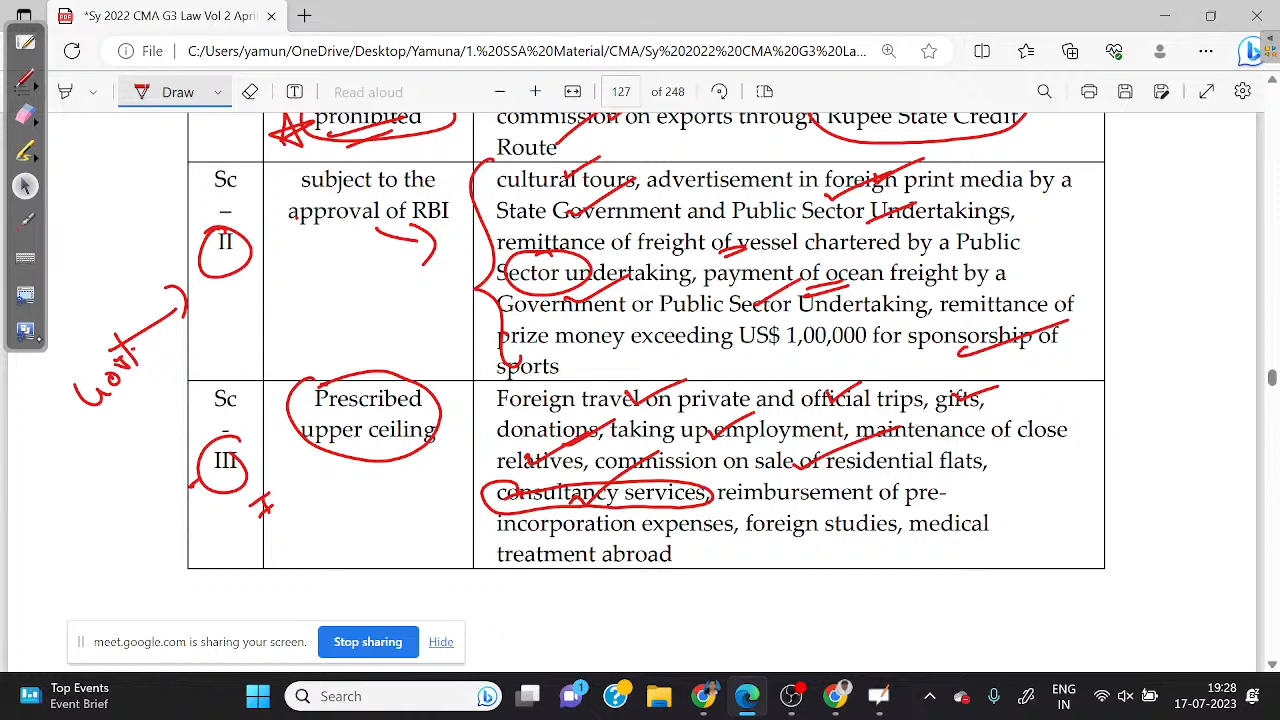 *Sy 2022 CMA G3 Law Vol 2 April
File
C:/Users/yamun/OneDrive/Desktop/Yamuna/1.%20SSA%20Material/CMA/Sy%202022%20CMA%20G3%20La...
Draw
Read aloud
127
of 248
prohibited
commission on exports through Rupee State Credit
Route
Sc
–
II
subject to the
approval of RBI
cultural tours, advertisement in foreign print media by a
State Government and Public Sector Undertakings,
remittance of freight of vessel chartered by a Public
Sector undertaking, payment of ocean freight by a
Government or Public Sector Undertaking, remittance of
prize money exceeding US$ 1,00,000 for sponsorship of
sports
Govt.
Sc
-
III
Prescribed
upper ceiling
Foreign travel on private and official trips, gifts,
donations, taking up employment, maintenance of close
relatives, commission on sale of residential flats,
consultancy services, reimbursement of pre-
incorporation expenses, foreign studies, medical
treatment abroad
meet.google.com is sharing your screen.
Stop sharing
Hide
Top Events
Event Brief
Search
1
ENG
IN
19:28
17-07-2023